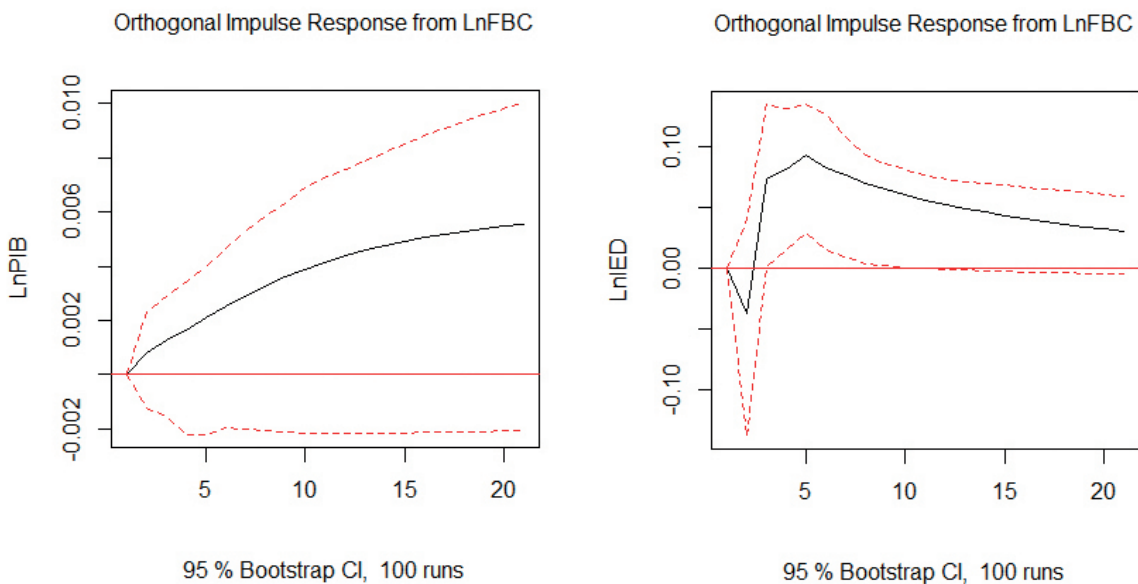 Orthogonal Impulse Response from LnFBC
LnPIB
0.010
0.006
0.002
-0.002
5
10
15
20
95 % Bootstrap CI, 100 runs
Orthogonal Impulse Response from LnFBC
LnIED
0.10
0.00
-0.10
5
10
15
20
95 % Bootstrap CI, 100 runs